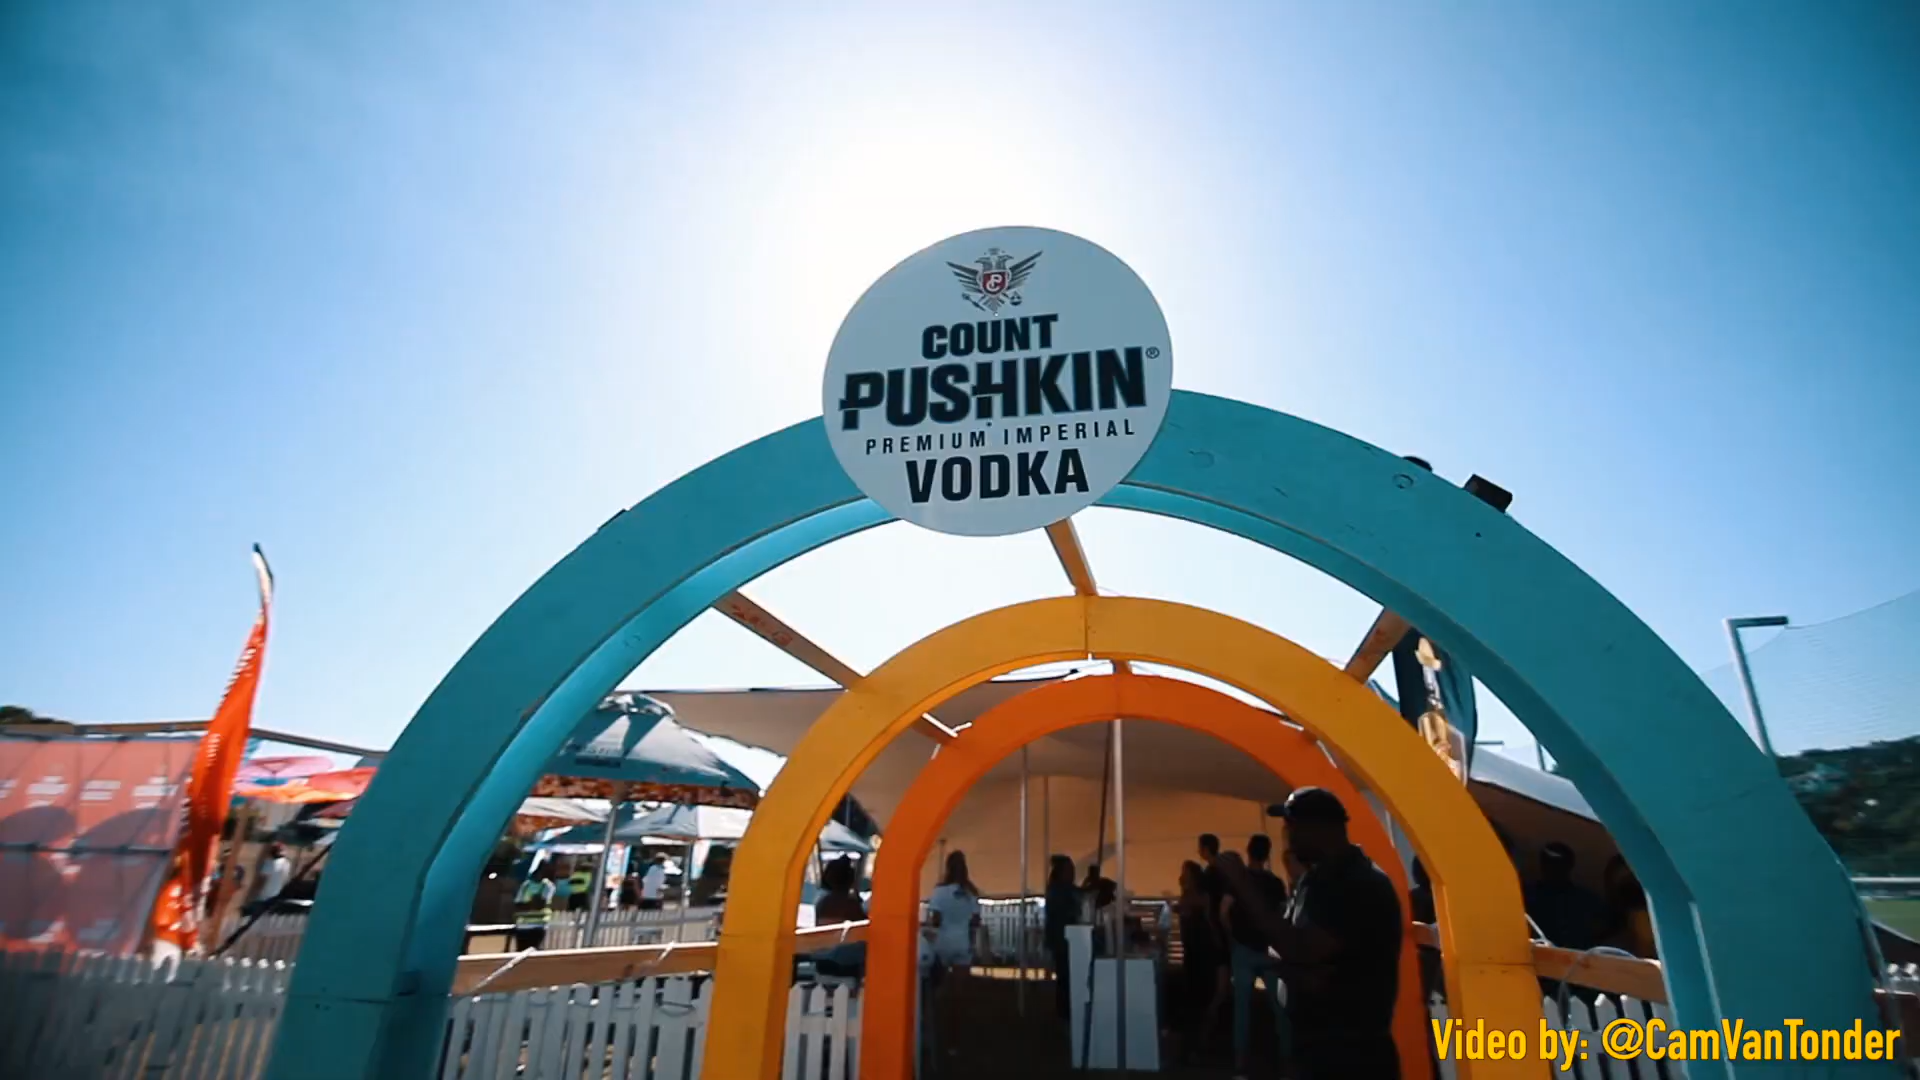 COUNT
PUSHKIN®
PREMIUM IMPERIAL
VODKA
Video by: @CamVanTonder